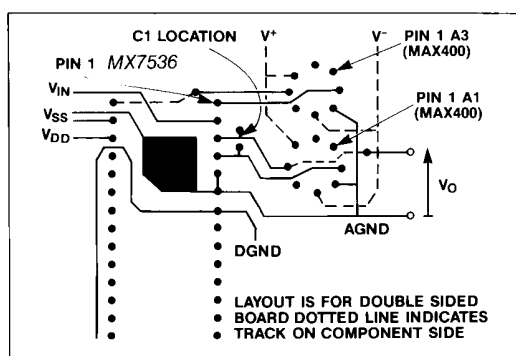 C1 LOCATION
V+
V-
PIN 1 A3
(MAX400)
PIN 1 MX7536
VIN
VSS
VDD
PIN 1 A1
(MAX400)
VO
DGND
AGND
LAYOUT IS FOR DOUBLE SIDED
BOARD DOTTED LINE INDICATES
TRACK ON COMPONENT SIDE